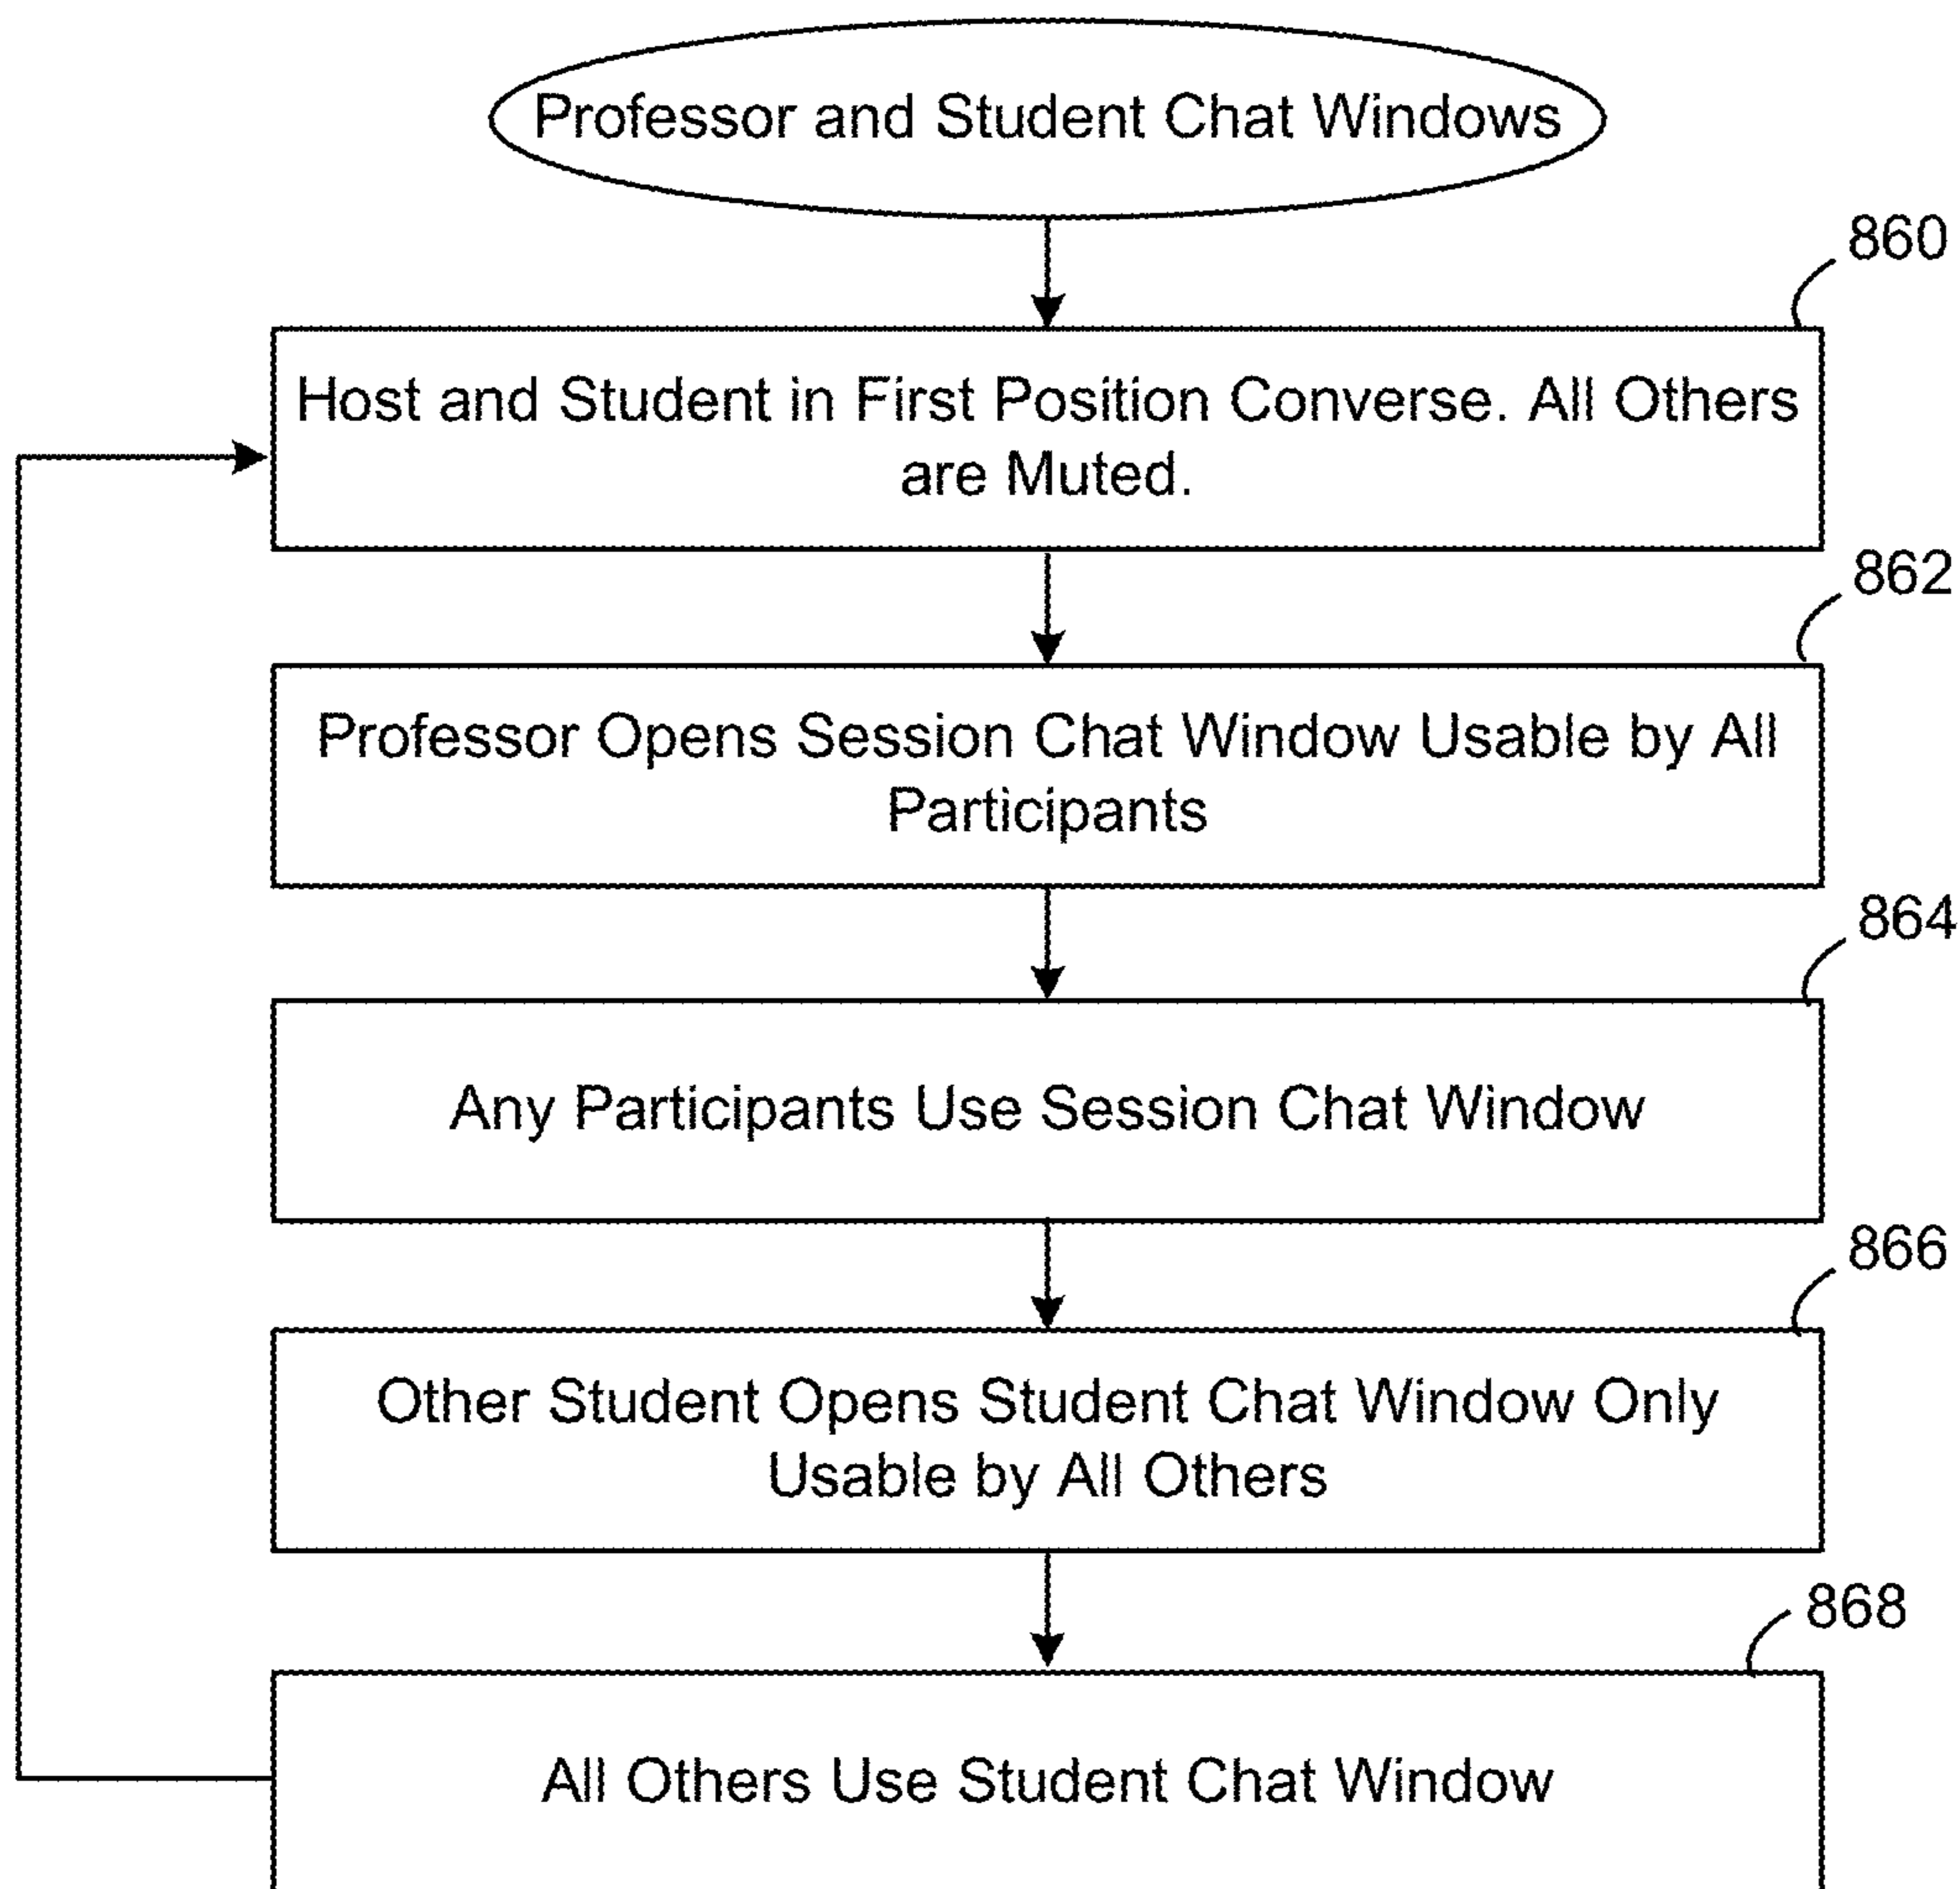 Professor and Student Chat Windows
860
Host and Student in First Position Converse. All Others
are Muted.
862
Professor Opens Session Chat Window Usable by All
Participants
864
Any Participants Use Session Chat Window
866
Other Student Opens Student Chat Window Only
Usable by All Others
868
All Others Use Student Chat Window